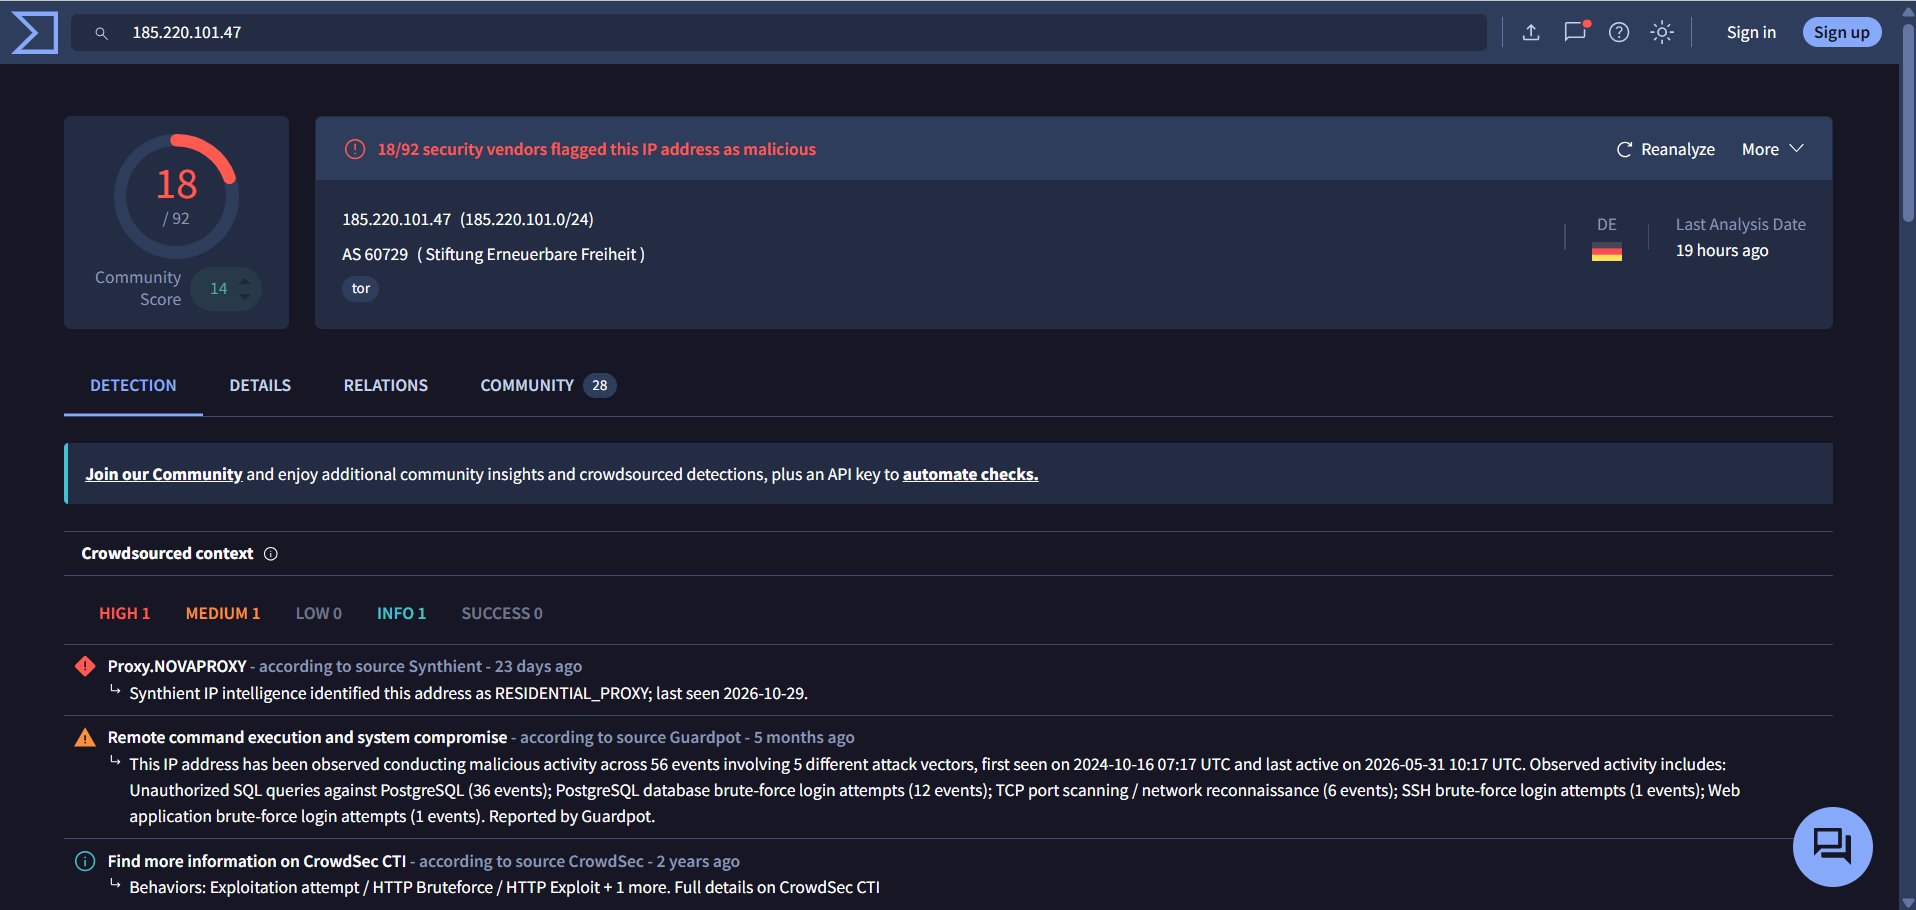 185.220.101.47
Sign in
Sign up
18
/ 92
Community
Score
14
18/92 security vendors flagged this IP address as malicious
Reanalyze
More
185.220.101.47 (185.220.101.0/24)
AS 60729 ( Stiftung Erneuerbare Freiheit )
tor
DE
Last Analysis Date
19 hours ago
DETECTION
DETAILS
RELATIONS
COMMUNITY 28
Join our Community and enjoy additional community insights and crowdsourced detections, plus an API key to automate checks.
Crowdsourced context
HIGH 1 MEDIUM 1 LOW 0 INFO 1 SUCCESS 0
Proxy.NOVAPROXY - according to source Synthient - 23 days ago
Synthient IP intelligence identified this address as RESIDENTIAL_PROXY; last seen 2026-10-29.
Remote command execution and system compromise - according to source Guardpot - 5 months ago
This IP address has been observed conducting malicious activity across 56 events involving 5 different attack vectors, first seen on 2024-10-16 07:17 UTC and last active on 2026-05-31 10:17 UTC. Observed activity includes:
Unauthorized SQL queries against PostgreSQL (36 events); PostgreSQL database brute-force login attempts (12 events); TCP port scanning / network reconnaissance (6 events); SSH brute-force login attempts (1 events); Web
application brute-force login attempts (1 events). Reported by Guardpot.
Find more information on CrowdSec CTI - according to source CrowdSec - 2 years ago
Behaviors: Exploitation attempt / HTTP Bruteforce / HTTP Exploit + 1 more. Full details on CrowdSec CTI